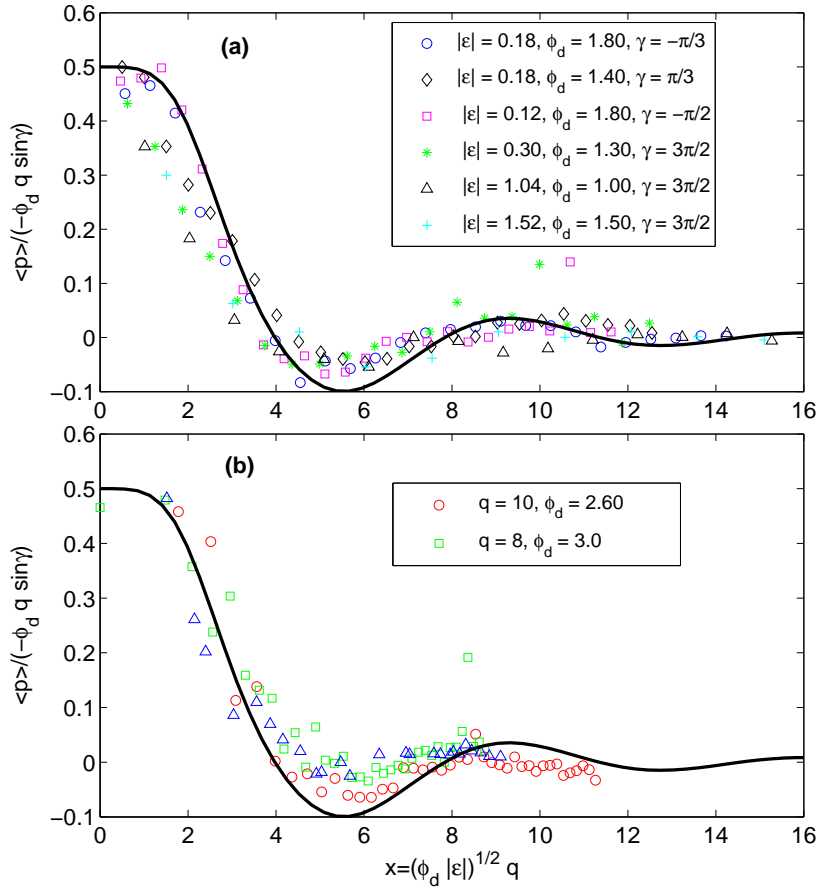 (a)
|ε| = 0.18, ϕ_d = 1.80, γ = −π/3
|ε| = 0.18, ϕ_d = 1.40, γ = π/3
|ε| = 0.12, ϕ_d = 1.80, γ = −π/2
|ε| = 0.30, ϕ_d = 1.30, γ = 3π/2
|ε| = 1.04, ϕ_d = 1.00, γ = 3π/2
|ε| = 1.52, ϕ_d = 1.50, γ = 3π/2
0.6
0.5
0.4
0.3
0.2
0.1
0
−0.1
<p>/(−ϕ_d q sinγ)
0 2 4 6 8 10 12 14 16
(b)
q = 10, ϕ_d = 2.60
q = 8, ϕ_d = 3.0
0.6
0.5
0.4
0.3
0.2
0.1
0
−0.1
<p>/(−ϕ_d q sinγ)
0 2 4 6 8 10 12 14 16
x=(ϕ_d |ε|)^{1/2} q